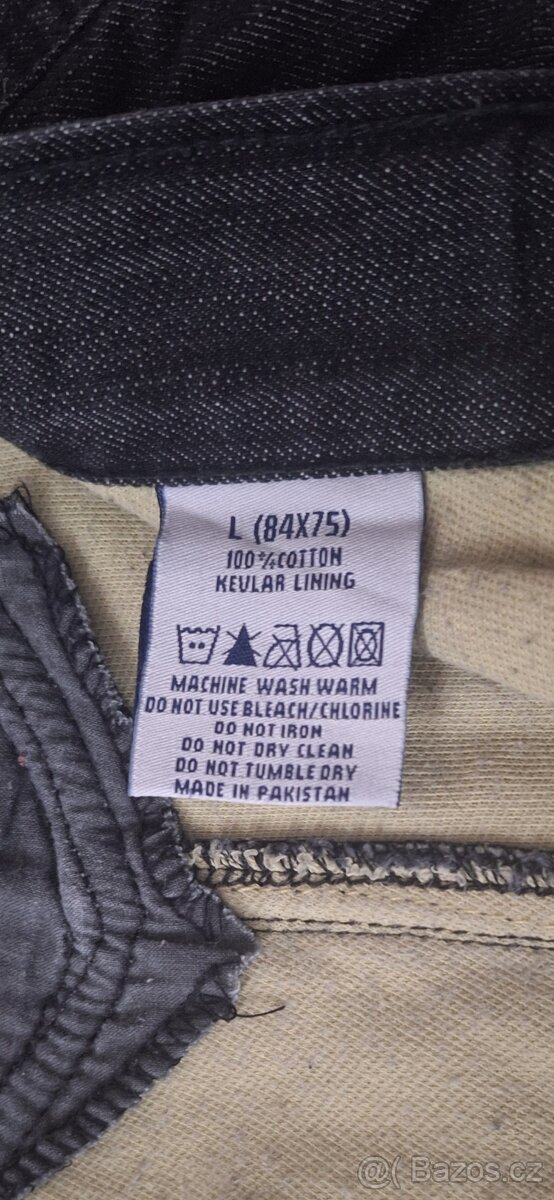 L (84X75)
100%COTTON
KEVLAR LINING
MACHINE WASH WARM
DO NOT USE BLEACH/CHLORINE
DO NOT IRON
DO NOT DRY CLEAN
DO NOT TUMBLE DRY
MADE IN PAKISTAN
@( Bazos.cz